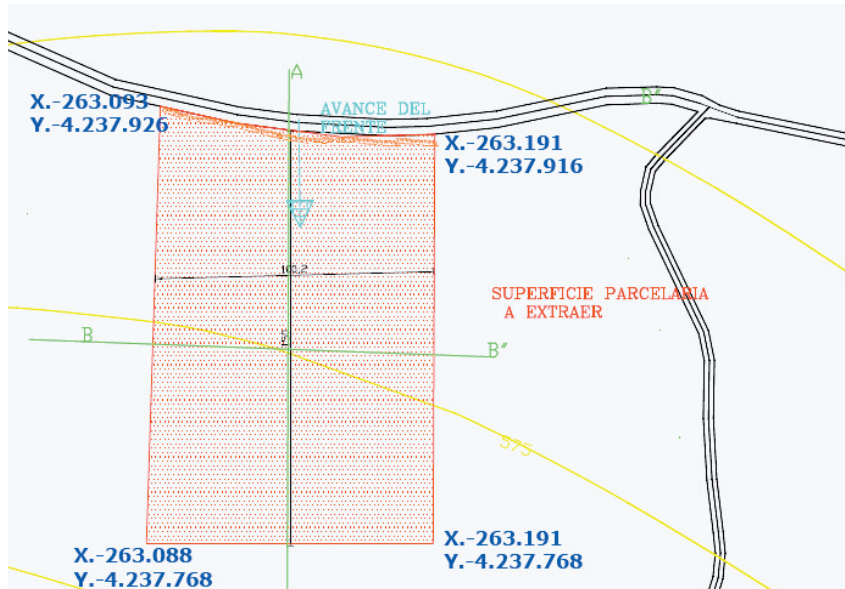 A
B"
X.-263.093
Y.-4.237.926
AVANCE DEL
FRENTE
X.-263.191
Y.-4.237.916
SUPERFICIE PARCELARIA
A EXTRAER
B
B"
575
X.-263.088
Y.-4.237.768
X.-263.191
Y.-4.237.768